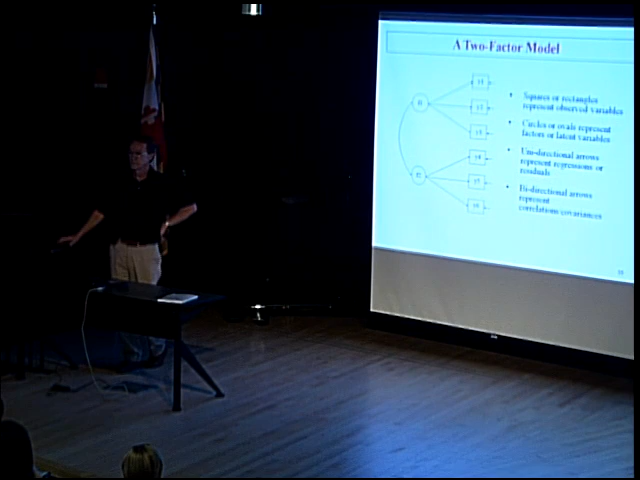 A Two-Factor Model
• Squares or rectangles
represent observed variables
• Circles or ovals represent
factors or latent variables
• Uni-directional arrows
represent regressions or
residuals
• Bi-directional arrows
represent
correlations/covariances